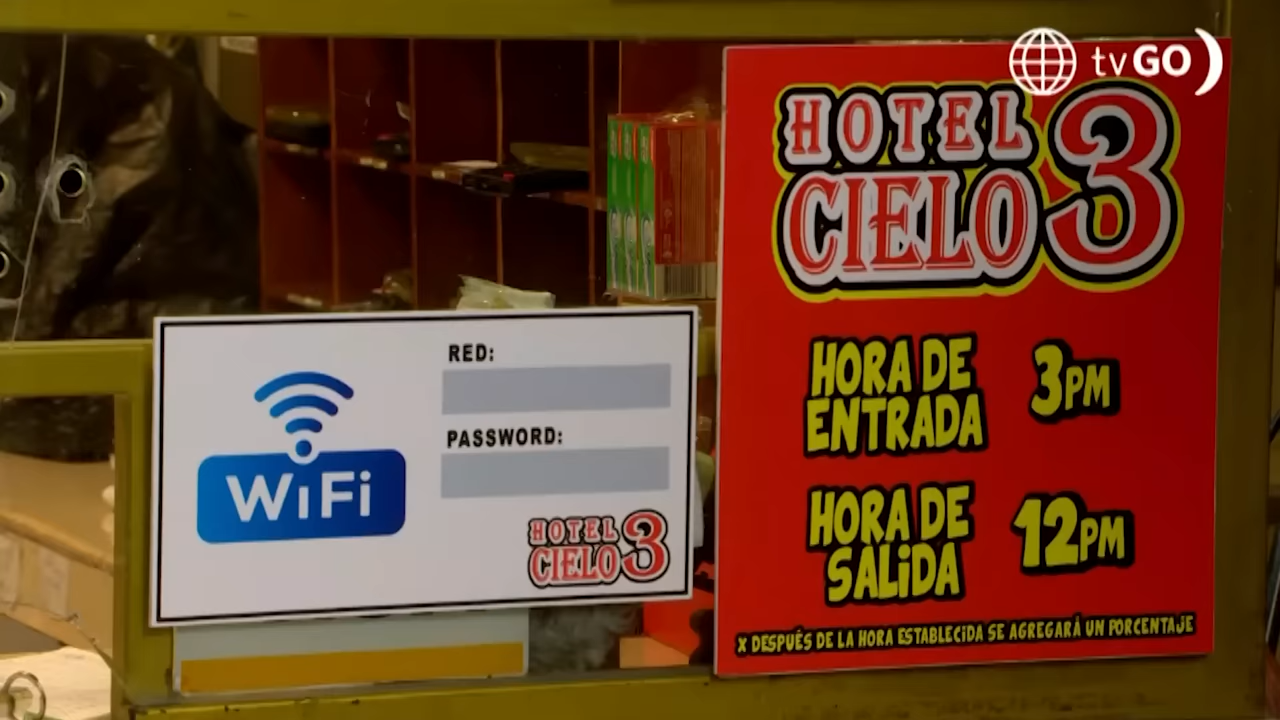 tvGO
HOTEL
CIELO 3
HORA DE
ENTRADA
3PM
HORA DE
SALiDA
12PM
X DESPUÉS DE LA HORA ESTABLECIDA SE AGREGARÁ UN PORCENTAJE
RED:
PASSWORD:
WiFi
HOTEL
CIELO 3